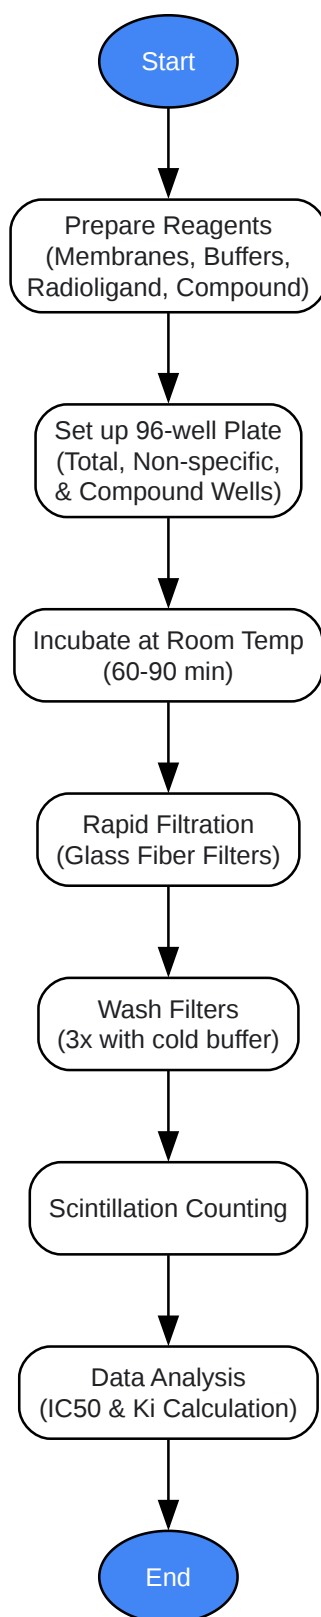 Start
Prepare Reagents
(Membranes, Buffers,
Radioligand, Compound)
Set up 96-well Plate
(Total, Non-specific,
& Compound Wells)
Incubate at Room Temp
(60-90 min)
Rapid Filtration
(Glass Fiber Filters)
Wash Filters
(3x with cold buffer)
Scintillation Counting
Data Analysis
(IC50 & Ki Calculation)
End